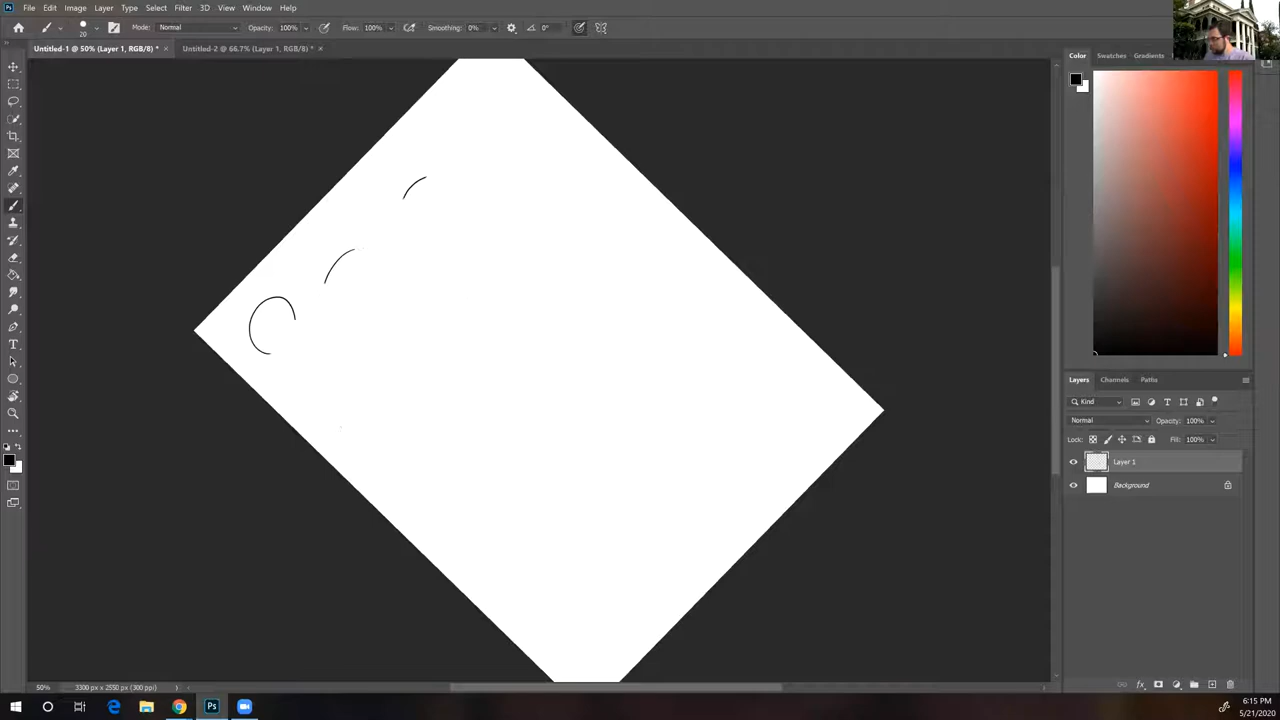 File Edit Image Layer Type Select Filter 3D View Window Help
20 Mode: Normal Opacity: 100% Flow: 100% Smoothing: 0% 0°
Untitled-1 @ 50% (Layer 1, RGB/8) * × Untitled-2 @ 66.7% (Layer 1, RGB/8) * ×
Color Swatches Gradients
Layers Channels Paths
Kind
Normal Opacity: 100%
Lock: Fill: 100%
Layer 1
Background
50% 3300 px x 2550 px (300 ppi)
6:15 PM
5/21/2020